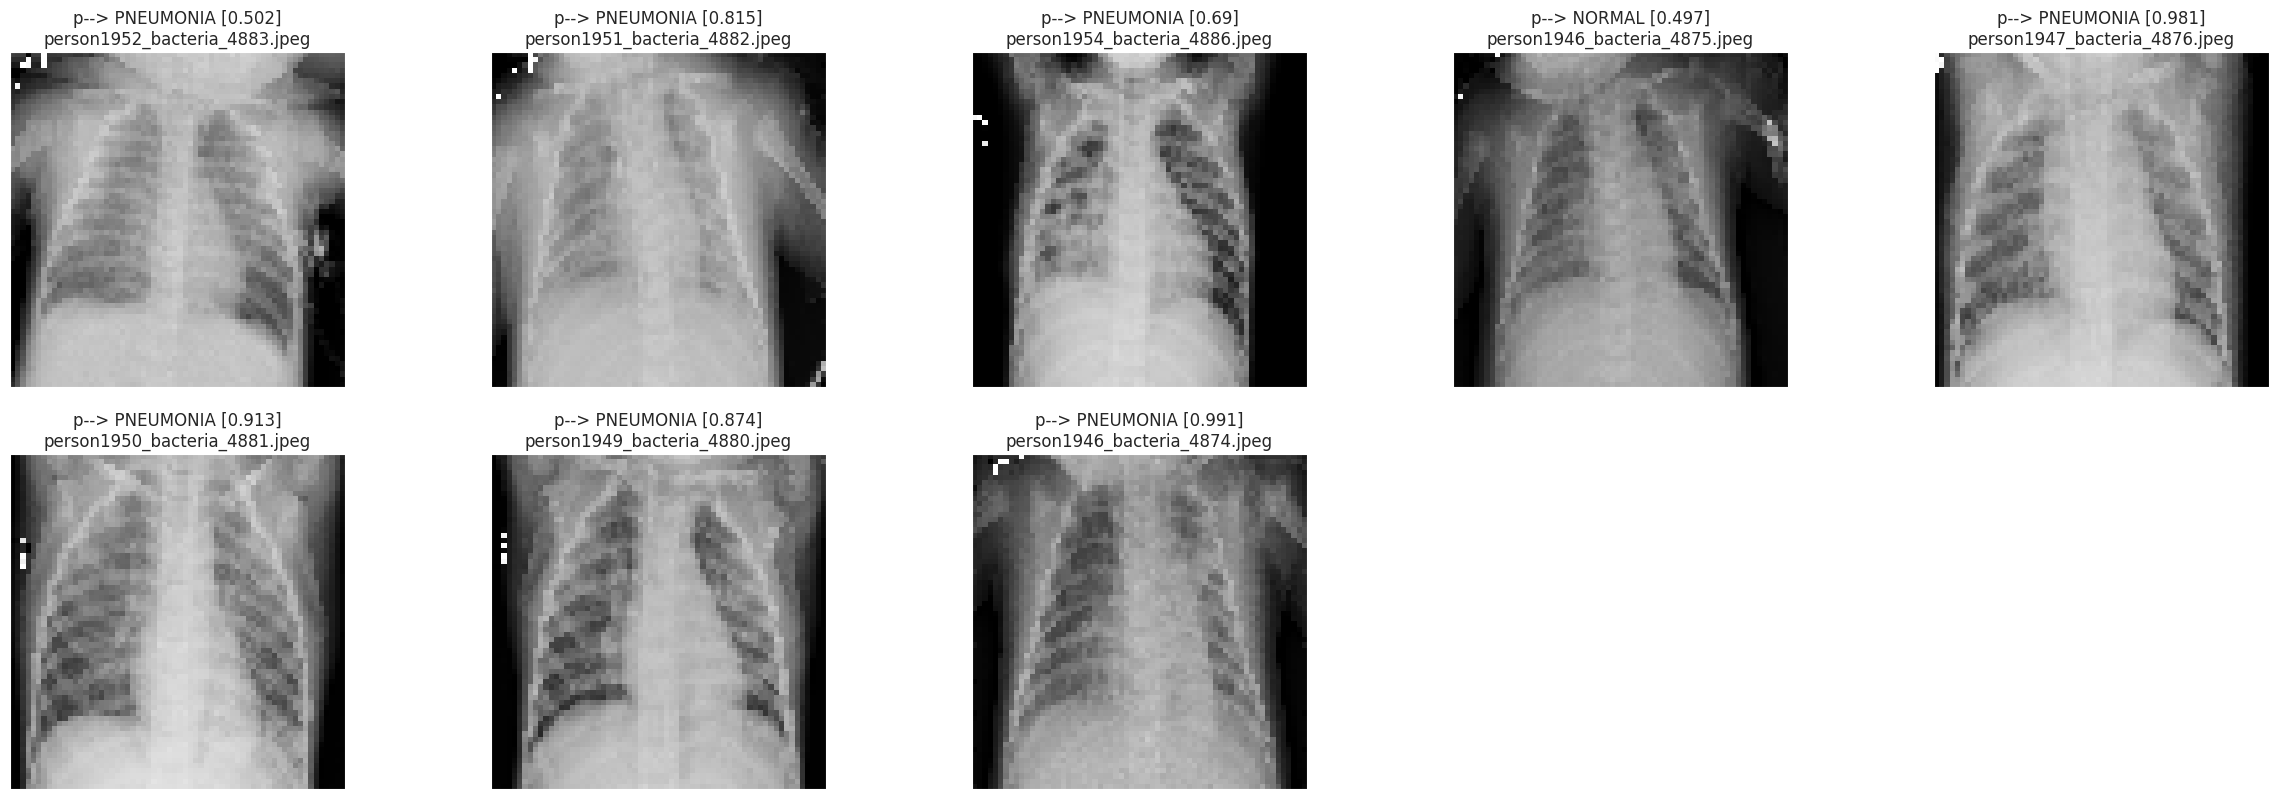 p--> PNEUMONIA [0.502]
person1952_bacteria_4883.jpeg
p--> PNEUMONIA [0.815]
person1951_bacteria_4882.jpeg
p--> PNEUMONIA [0.69]
person1954_bacteria_4886.jpeg
p--> NORMAL [0.497]
person1946_bacteria_4875.jpeg
p--> PNEUMONIA [0.981]
person1947_bacteria_4876.jpeg
p--> PNEUMONIA [0.913]
person1950_bacteria_4881.jpeg
p--> PNEUMONIA [0.874]
person1949_bacteria_4880.jpeg
p--> PNEUMONIA [0.991]
person1946_bacteria_4874.jpeg